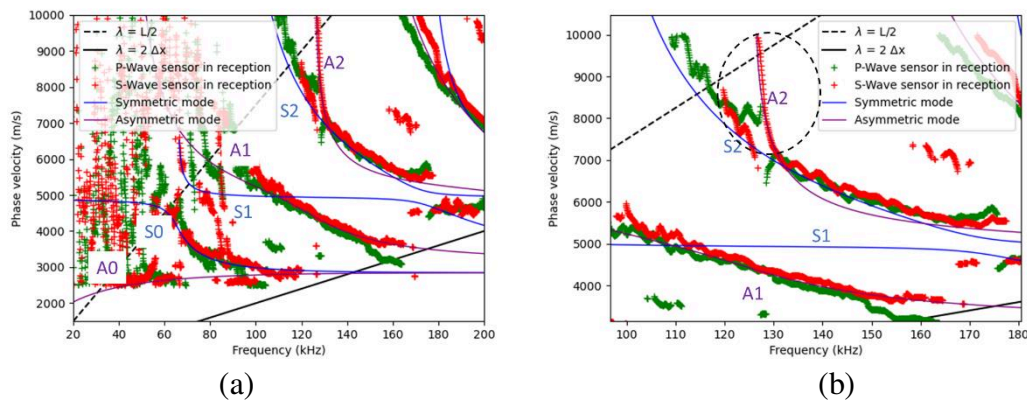 10000
9000
8000
7000
6000
5000
4000
3000
2000
Phase velocity (m/s)
20 40 60 80 100 120 140 160 180 200
Frequency (kHz)
λ = L/2
λ = 2 Δx
P-Wave sensor in reception
S-Wave sensor in reception
Symmetric mode
Asymmetric mode
A2
S2
A1
S1
S0
A0
(a)
10000
9000
8000
7000
6000
5000
4000
Phase velocity (m/s)
100 110 120 130 140 150 160 170 180
Frequency (kHz)
λ = L/2
λ = 2 Δx
P-Wave sensor in reception
S-Wave sensor in reception
Symmetric mode
Asymmetric mode
A2
S2
S1
A1
(b)